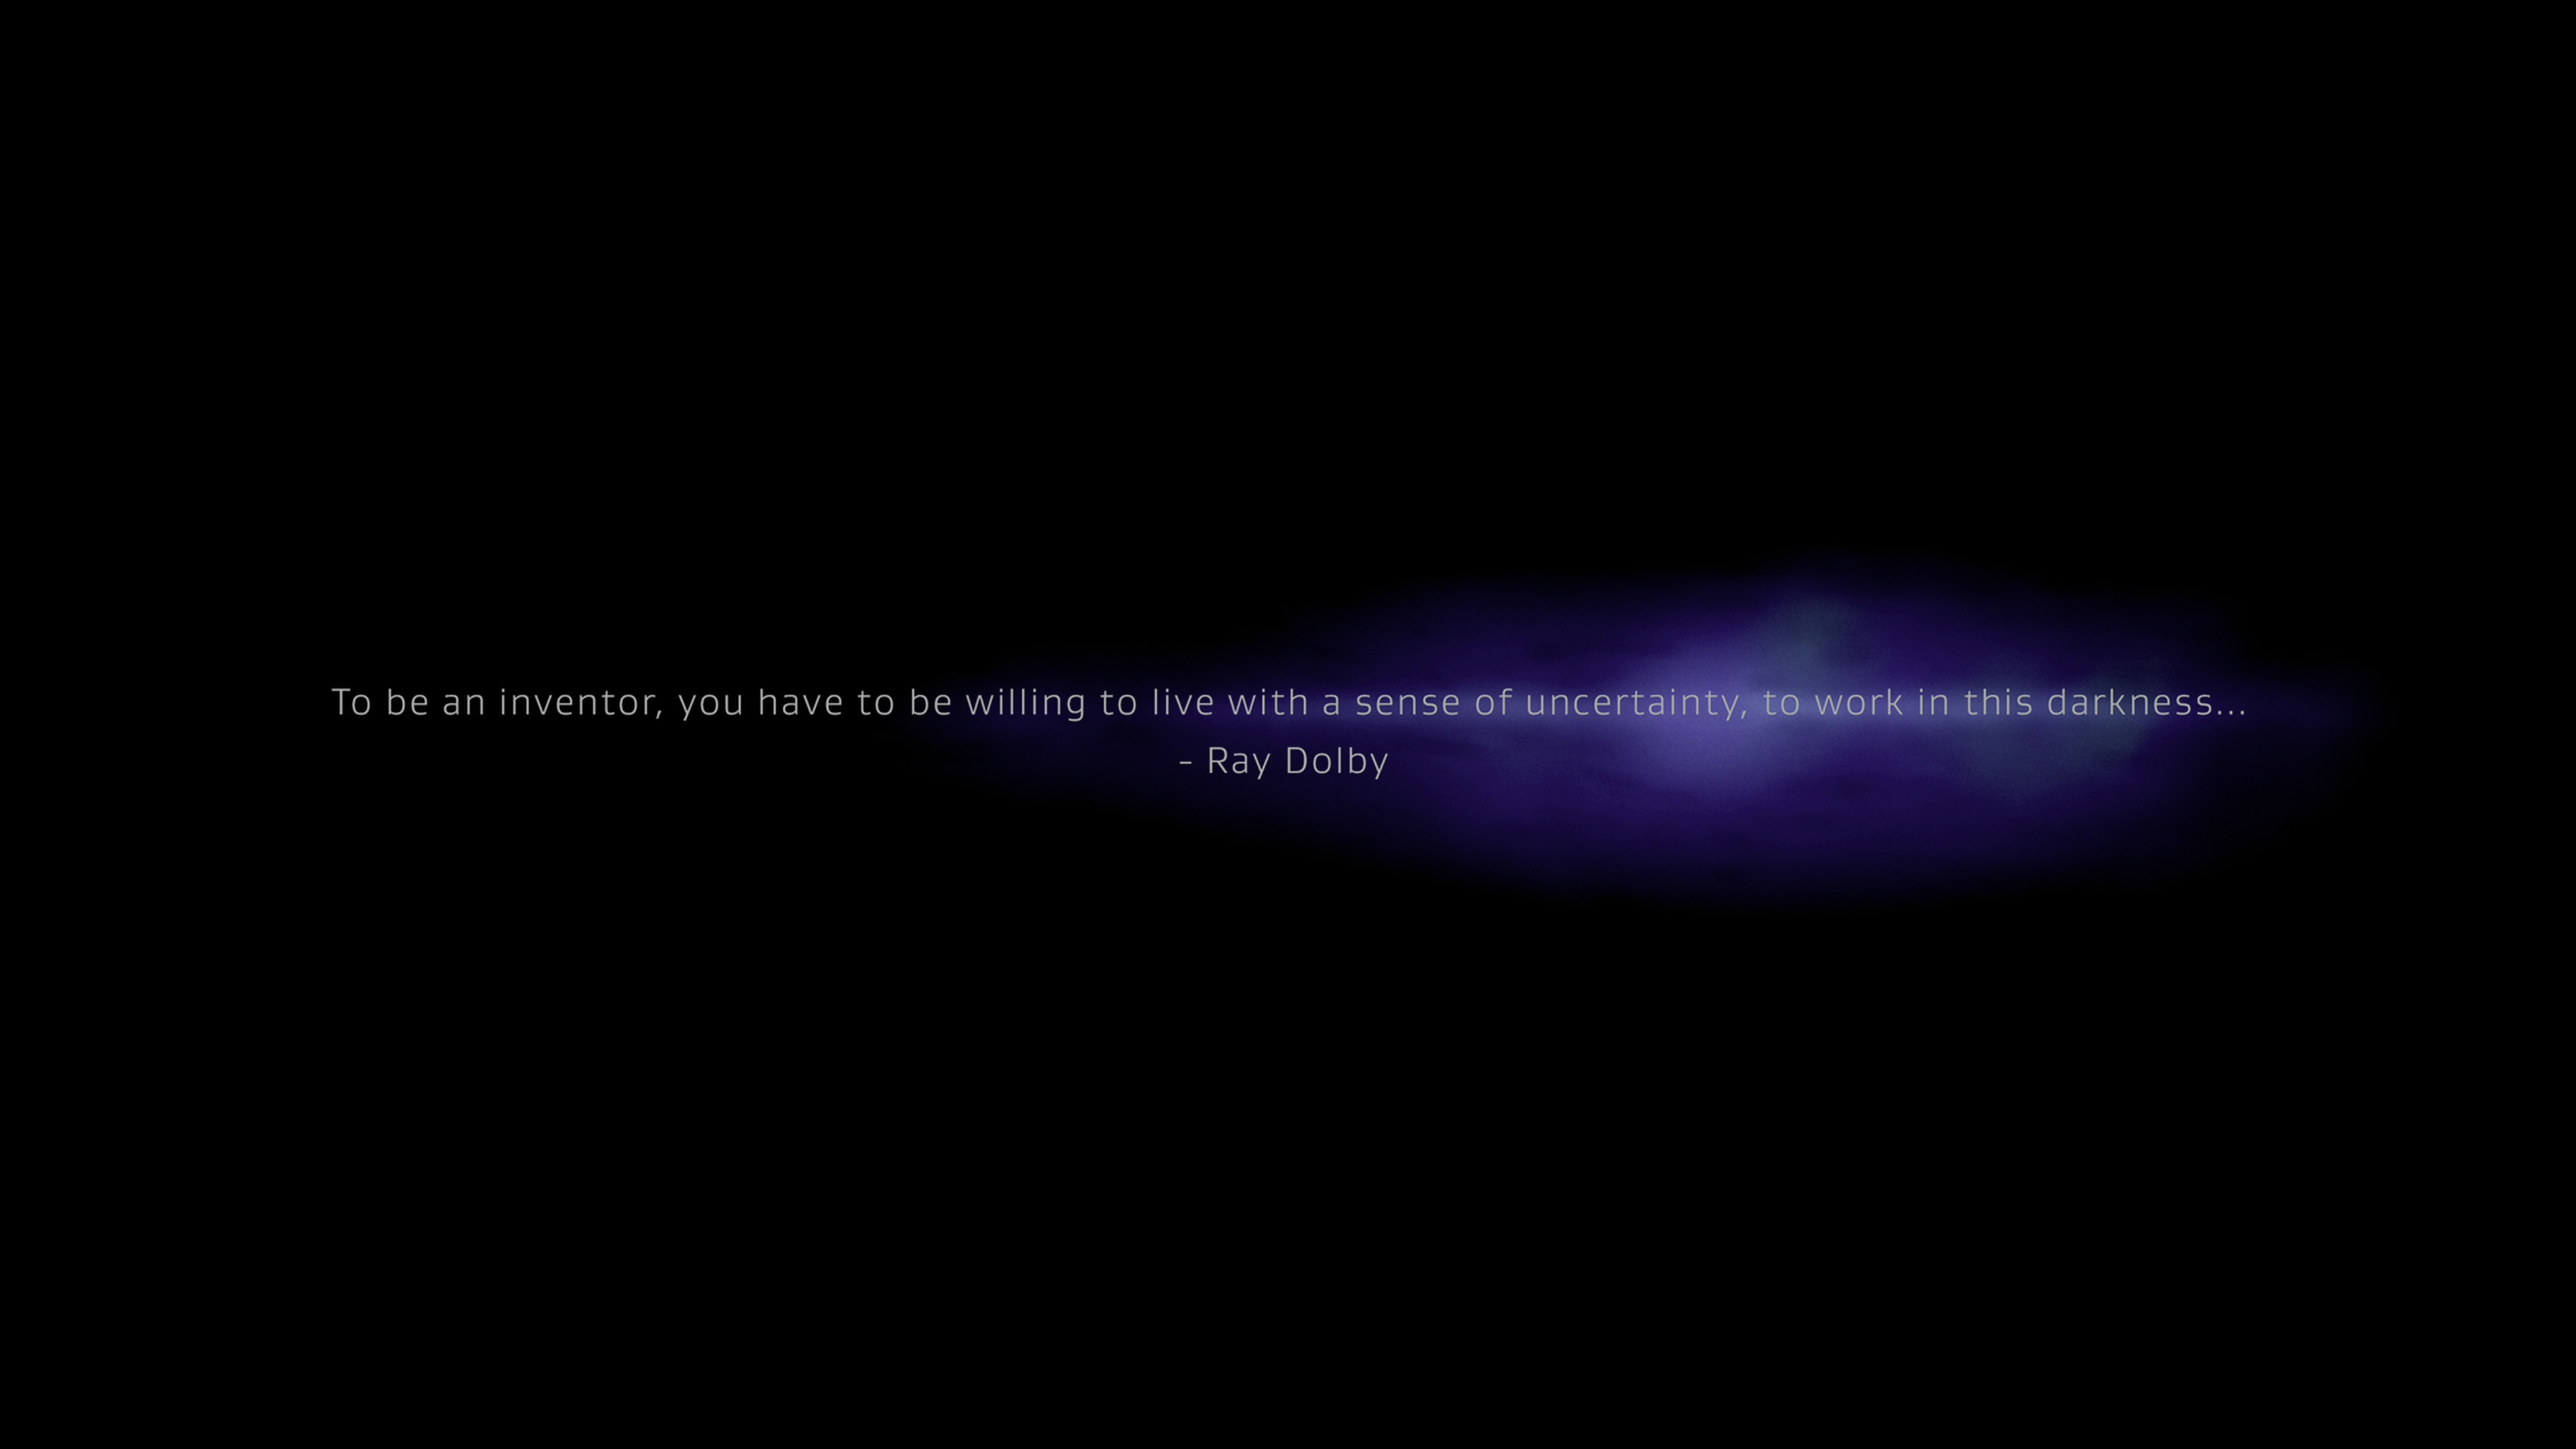 To be an inventor, you have to be willing to live with a sense of uncertainty, to work in this darkness...
- Ray Dolby